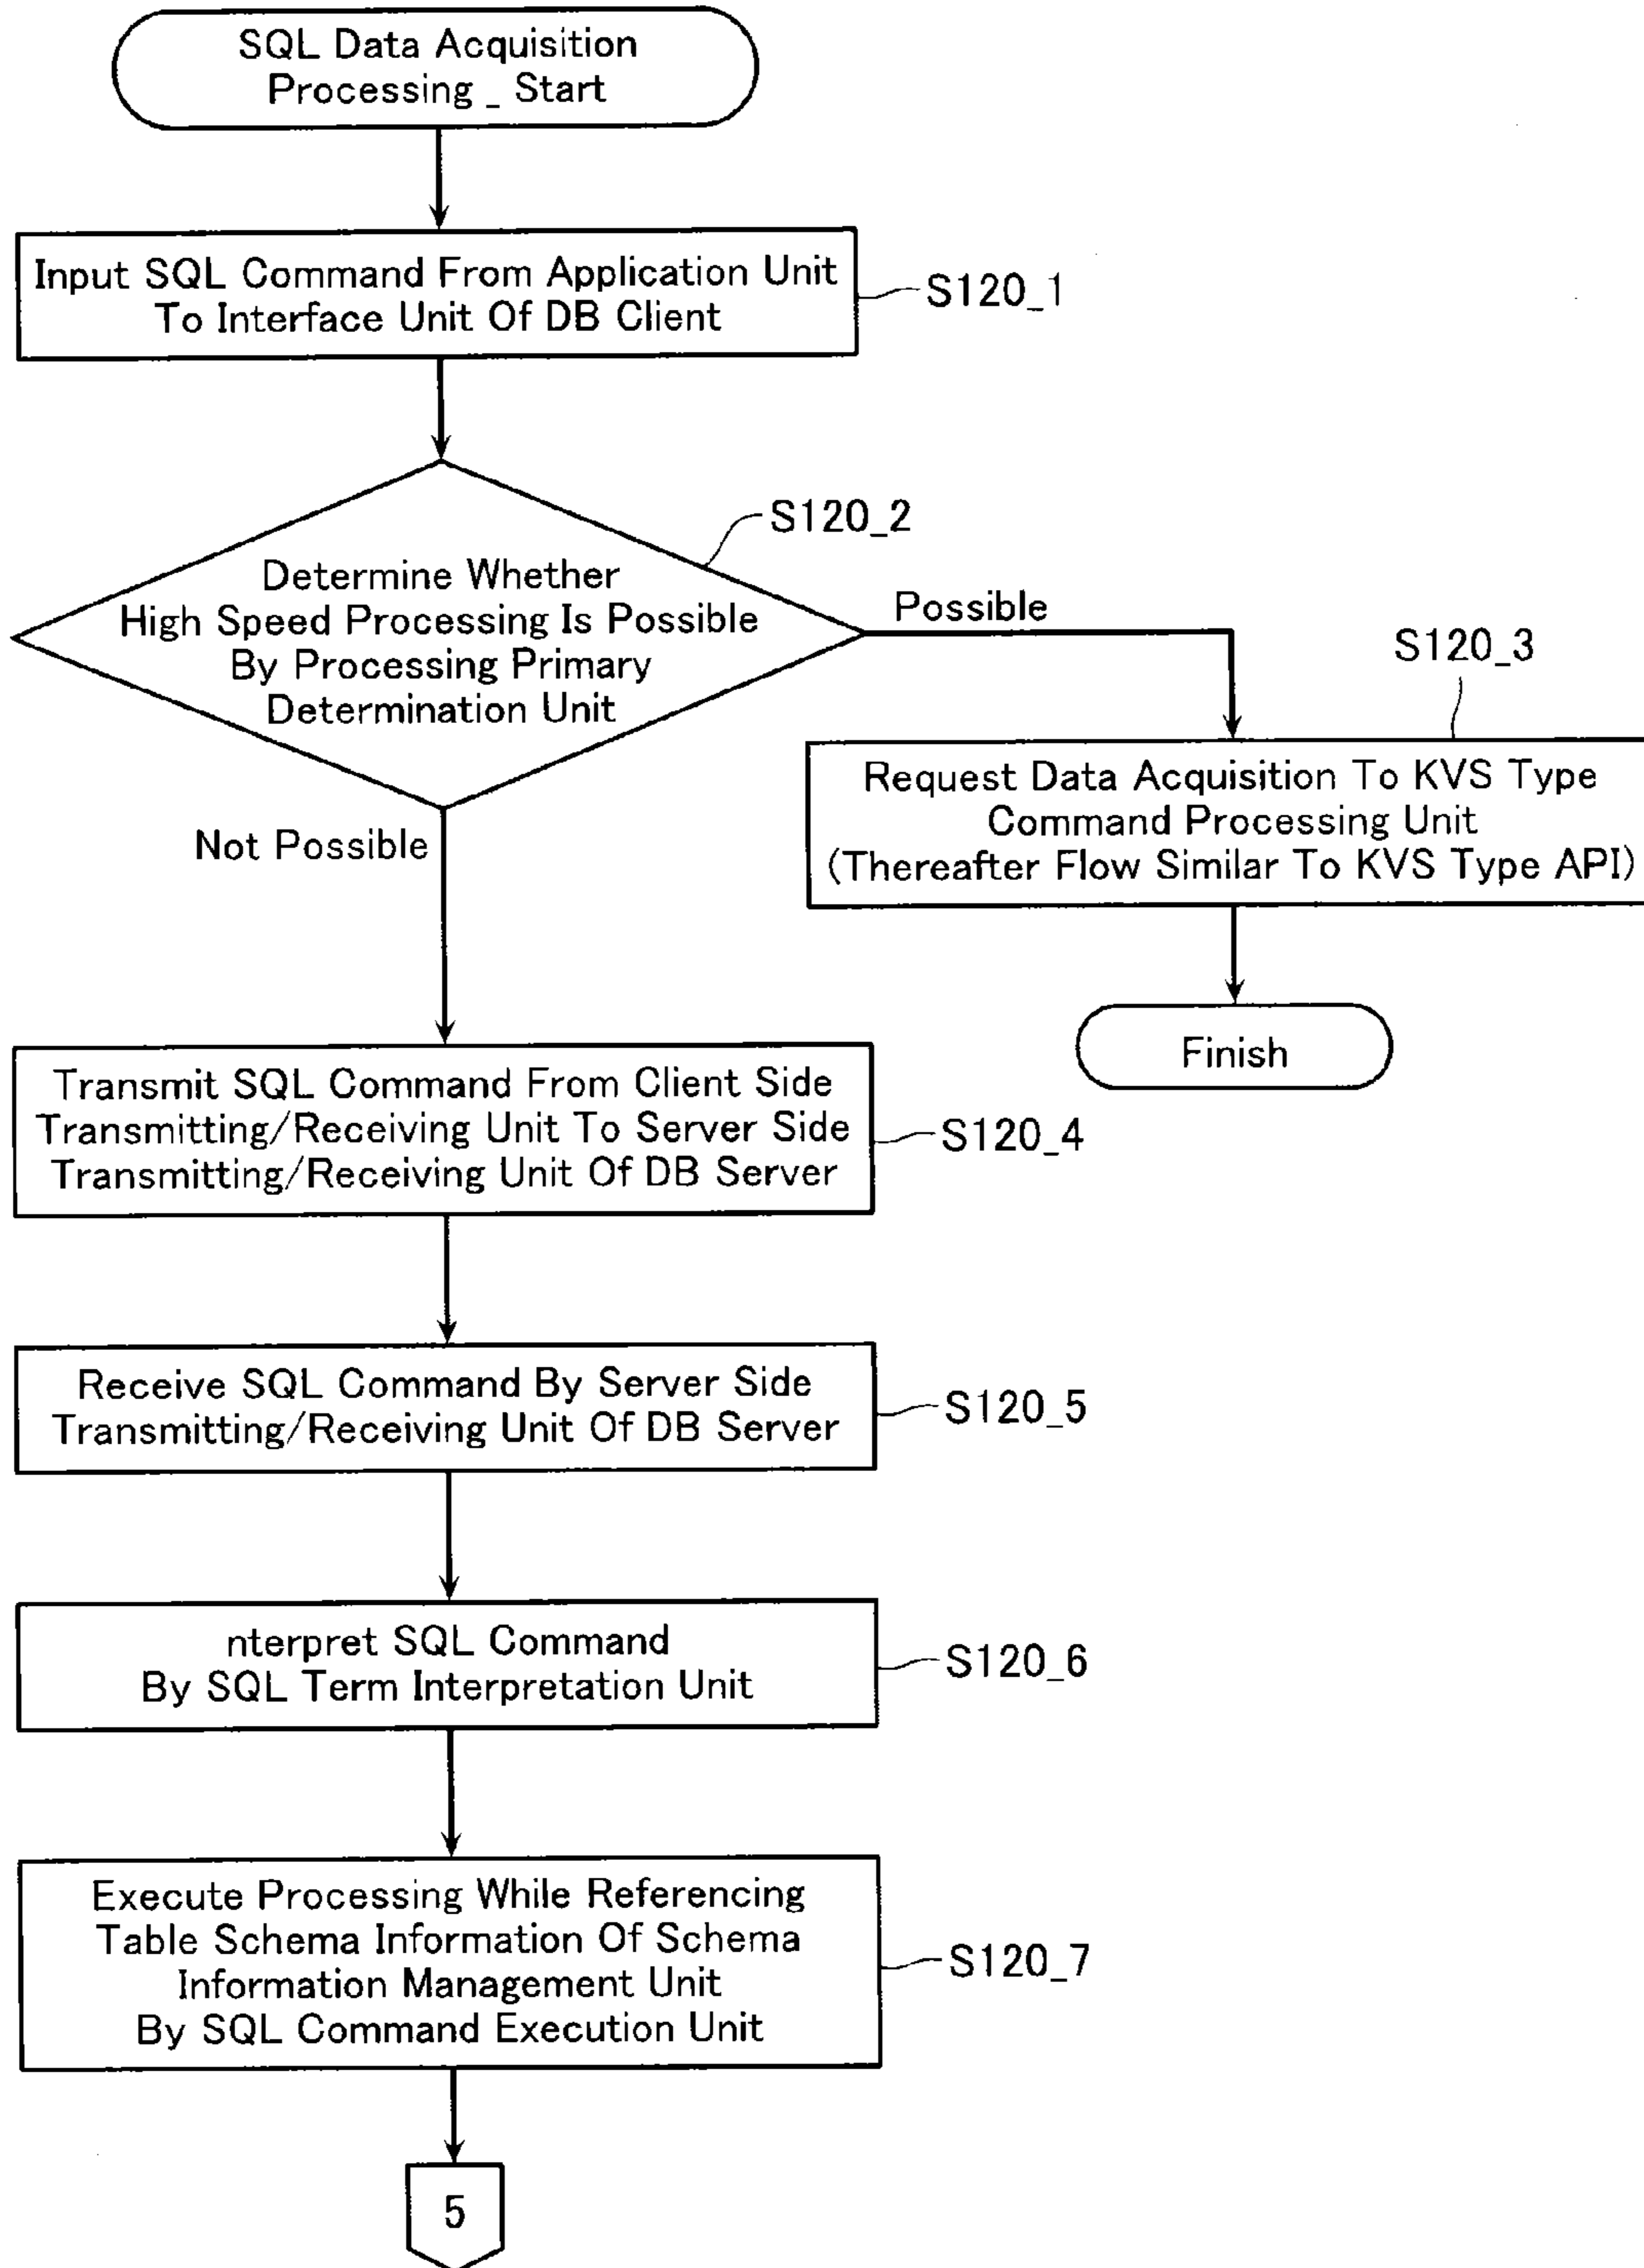 SQL Data Acquisition
Processing _ Start
Input SQL Command From Application Unit
To Interface Unit Of DB Client
S120_1
S120_2
Determine Whether
High Speed Processing Is Possible
By Processing Primary
Determination Unit
Possible
Not Possible
S120_3
Request Data Acquisition To KVS Type
Command Processing Unit
(Thereafter Flow Similar To KVS Type API)
Finish
Transmit SQL Command From Client Side
Transmitting/Receiving Unit To Server Side
Transmitting/Receiving Unit Of DB Server
S120_4
Receive SQL Command By Server Side
Transmitting/Receiving Unit Of DB Server
S120_5
nterpret SQL Command
By SQL Term Interpretation Unit
S120_6
Execute Processing While Referencing
Table Schema Information Of Schema
Information Management Unit
By SQL Command Execution Unit
S120_7
5